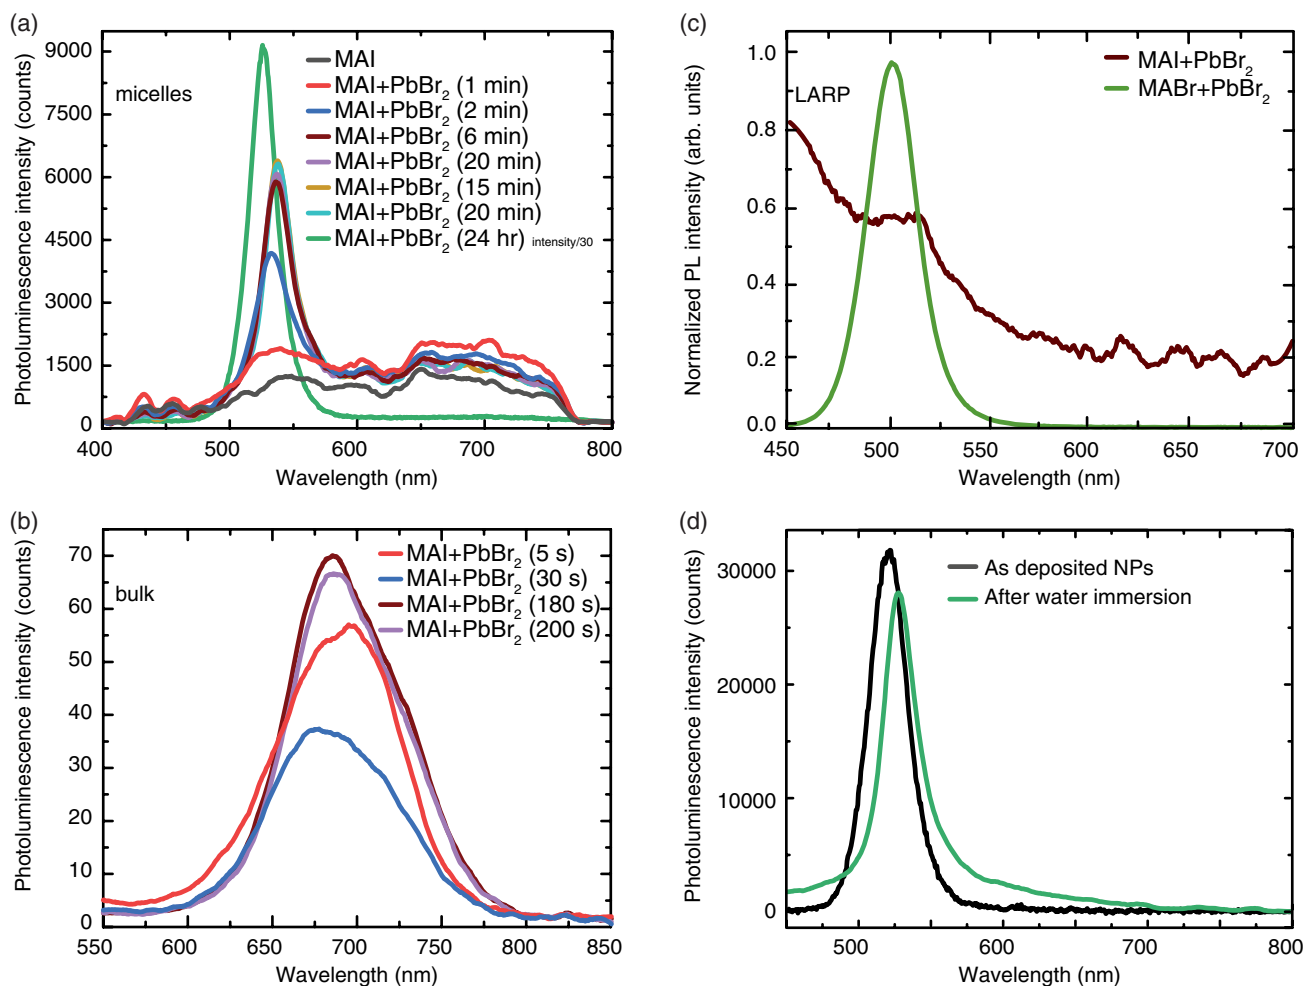 (a)
Photoluminescence intensity (counts)
9000
7500
6000
4500
3000
1500
0
micelles
MAI
MAI+PbBr2 (1 min)
MAI+PbBr2 (2 min)
MAI+PbBr2 (6 min)
MAI+PbBr2 (20 min)
MAI+PbBr2 (15 min)
MAI+PbBr2 (20 min)
MAI+PbBr2 (24 hr) intensity/30
400 500 600 700 800
Wavelength (nm)
(c)
Normalized PL intensity (arb. units)
1.0
0.8
0.6
0.4
0.2
0.0
LARP
MAI+PbBr2
MABr+PbBr2
450 500 550 600 650 700
Wavelength (nm)
(b)
Photoluminescence intensity (counts)
70
60
50
40
30
20
10
0
bulk
MAI+PbBr2 (5 s)
MAI+PbBr2 (30 s)
MAI+PbBr2 (180 s)
MAI+PbBr2 (200 s)
550 600 650 700 750 800 850
Wavelength (nm)
(d)
Photoluminescence intensity (counts)
30000
20000
10000
0
As deposited NPs
After water immersion
500 550 600 650 700 800
Wavelength (nm)